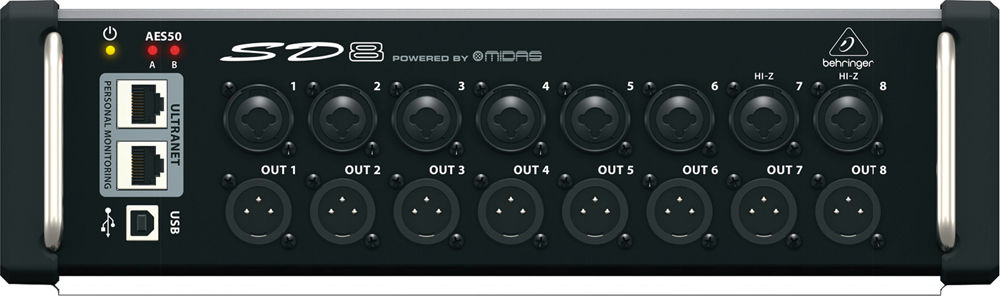 AES50
A B
SD8 POWERED BY MIDAS
behringer
ULTRANET
PERSONAL MONITORING
1 2 3 4 5 6 HI-Z 7 HI-Z 8
OUT 1 OUT 2 OUT 3 OUT 4 OUT 5 OUT 6 OUT 7 OUT 8
USB